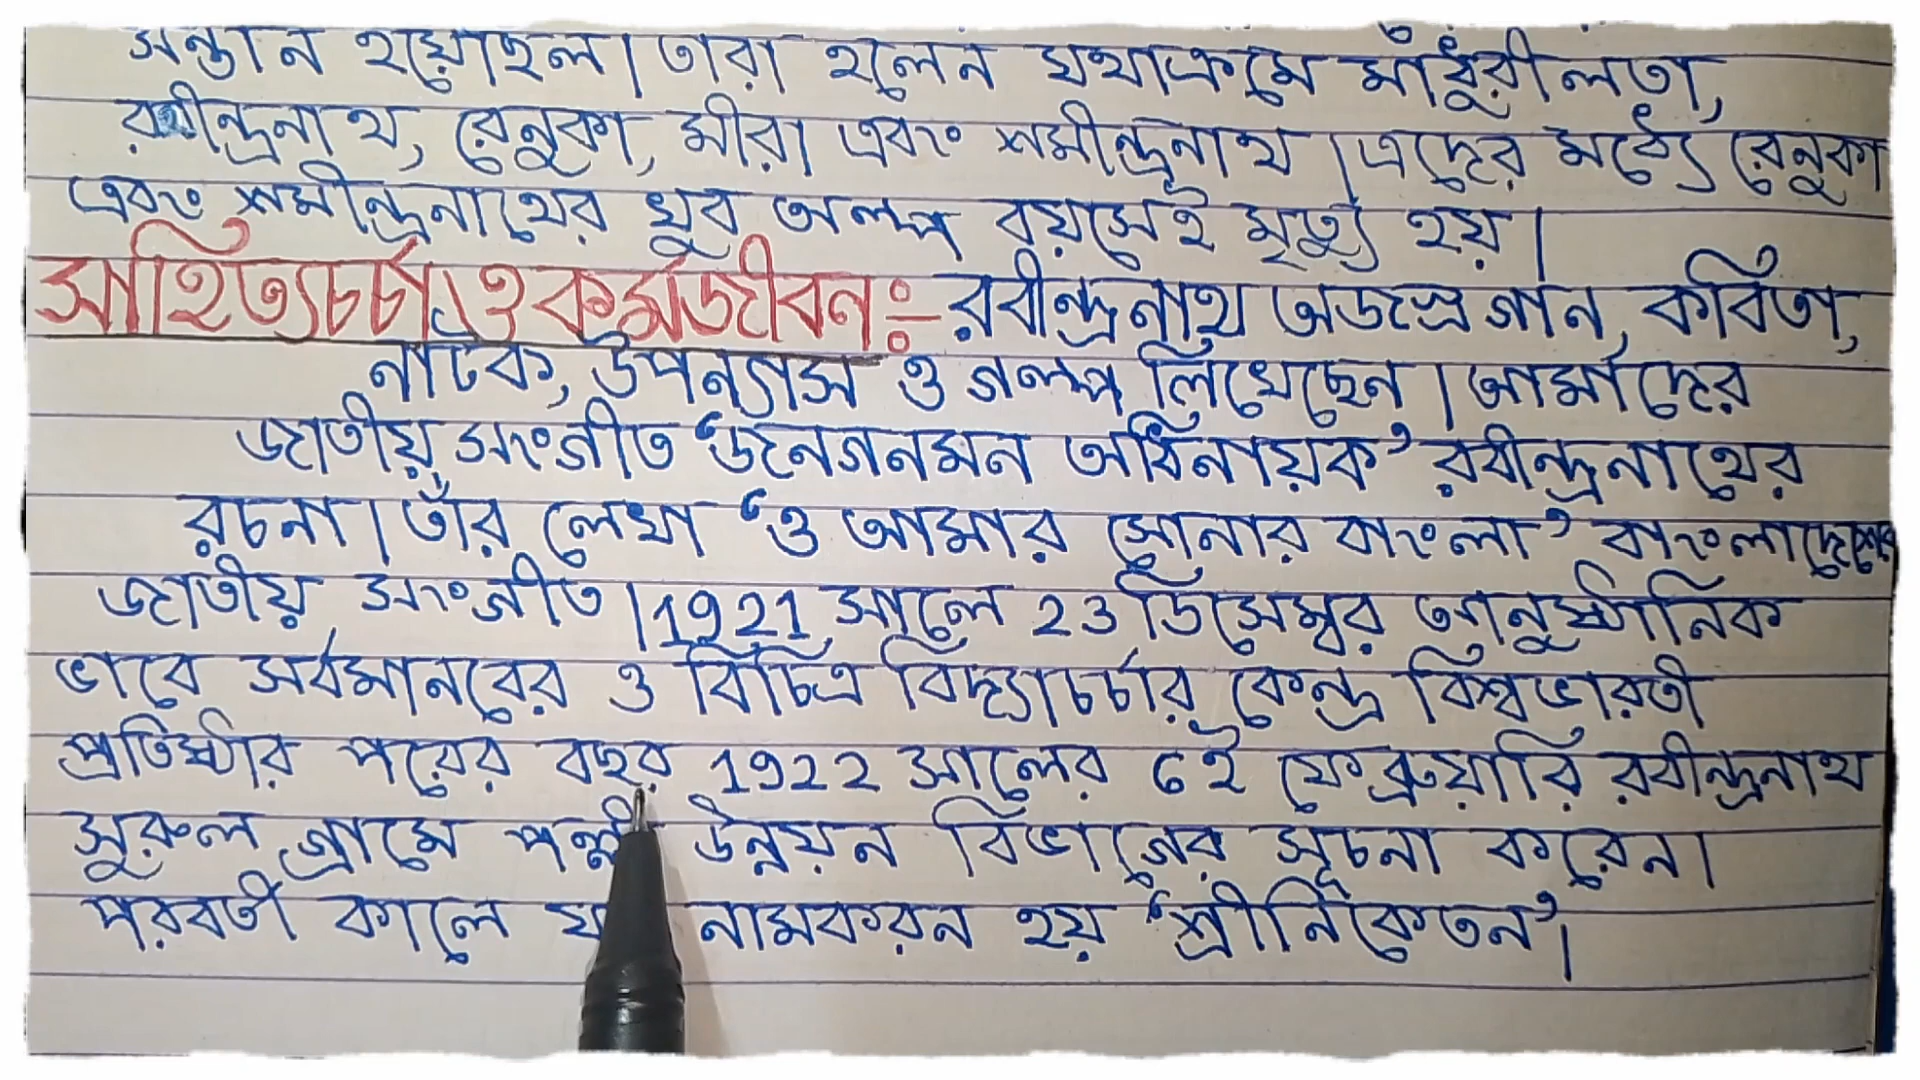 সন্তান হয়েছিল। তারা হলেন যথাক্রমে মাধুরীলতা,
রথীন্দ্রনাথ, রেনুকা, মীরা এবং শমীন্দ্রনাথ। এদের মধ্যে রেনুকা
এবং শমীন্দ্রনাথের খুব অল্প বয়সেই মৃত্যু হয়।
সাহিত্যচর্চা ও কর্মজীবন:- রবীন্দ্রনাথ অজস্র গান, কবিতা,
নাটক, উপন্যাস ও গল্প লিখেছেন। আমাদের
জাতীয় সংগীত 'জনগনমন অধিনায়ক' রবীন্দ্রনাথের
রচনা। তাঁর লেখা 'ও আমার সোনার বাংলা' বাংলাদেশের
জাতীয় সংগীত। 1921 সালে 23 ডিসেম্বর আনুষ্ঠানিক
ভাবে সর্বমানবের ও বিচিত্র বিদ্যাচর্চার কেন্দ্র বিশ্বভারতী
প্রতিষ্ঠার পরের বছর 1922 সালের ৬ই ফেব্রুয়ারি রবীন্দ্রনাথ
সুরুল গ্রামে পল্লী উন্নয়ন বিভাগের সূচনা করেন।
পরবর্তী কালে নামকরন হয় 'শ্রীনিকেতন'।